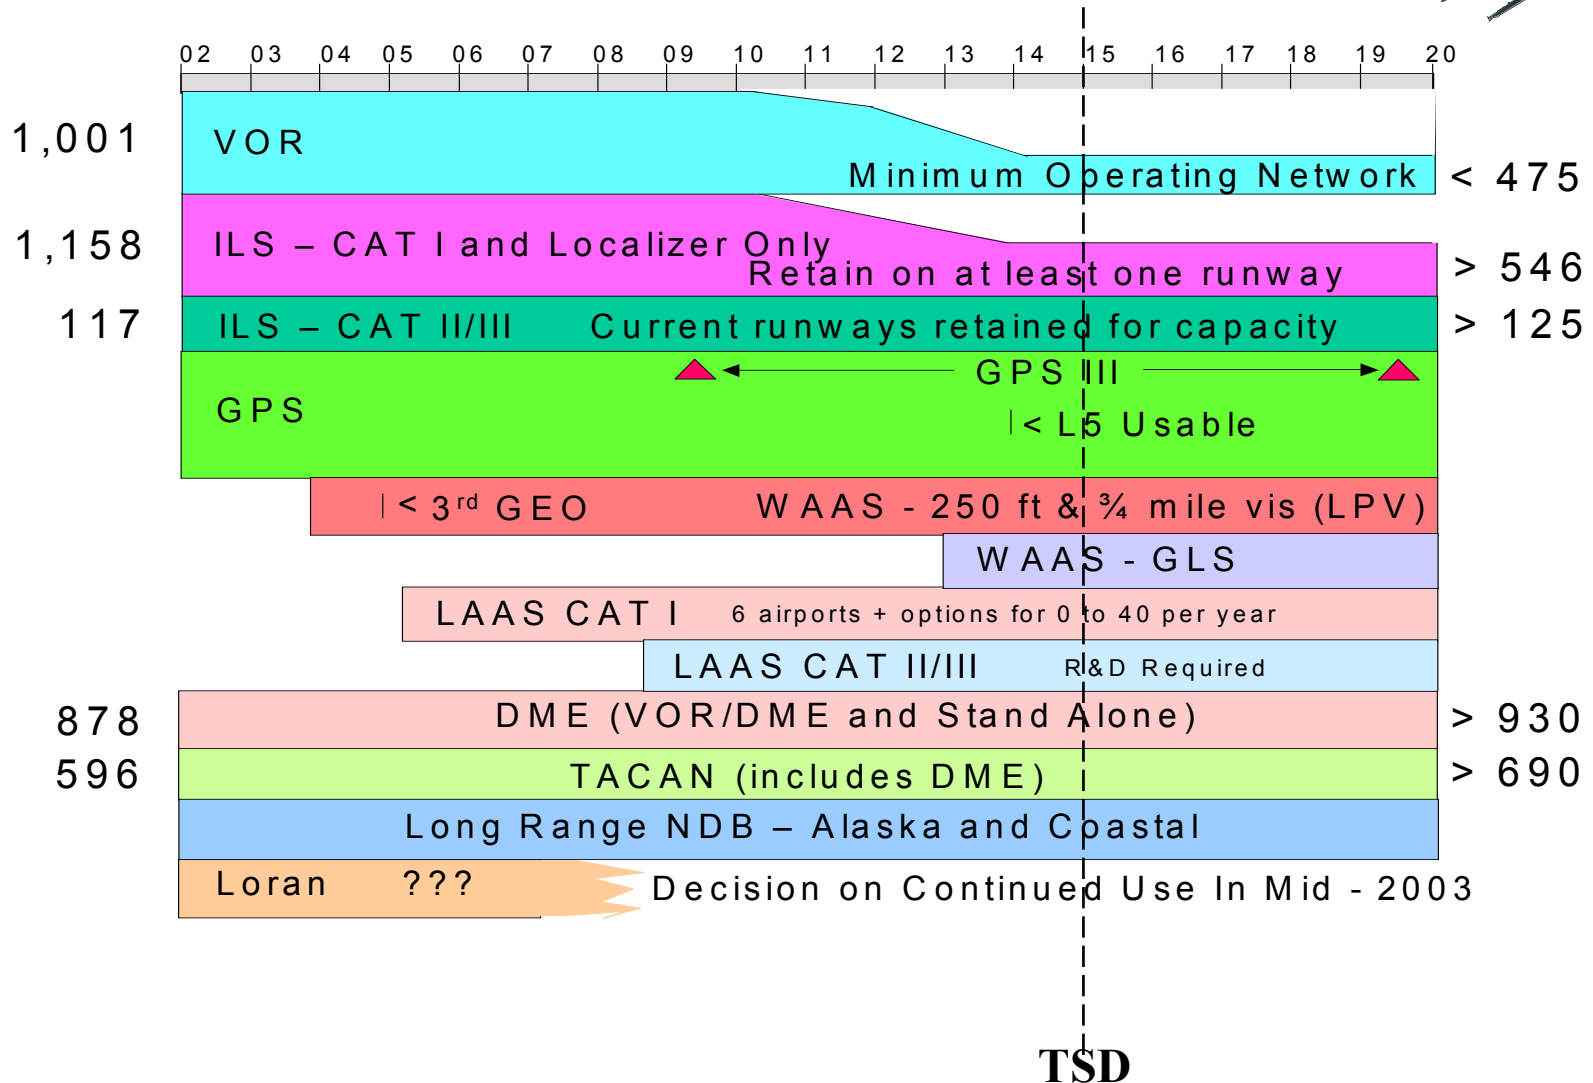 02 03 04 05 06 07 08 09 10 11 12 13 14 15 16 17 18 19 20
1,001 VOR
Minimum Operating Network < 475
1,158 ILS – CAT I and Localizer Only
Retain on at least one runway > 546
117 ILS – CAT II/III Current runways retained for capacity > 125
GPS III
GPS
|< L5 Usable
|< 3rd GEO WAAS - 250 ft & ¾ mile vis (LPV)
WAAS - GLS
LAAS CAT I 6 airports + options for 0 to 40 per year
LAAS CAT II/III R&D Required
878 DME (VOR/DME and Stand Alone) > 930
596 TACAN (includes DME) > 690
Long Range NDB – Alaska and Coastal
Loran ??? Decision on Continued Use In Mid - 2003
TSD